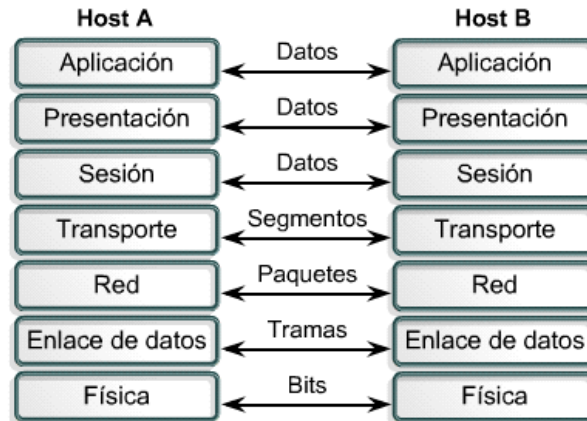 Host A Host B
Aplicación Datos Aplicación
Presentación Datos Presentación
Sesión Datos Sesión
Transporte Segmentos Transporte
Red Paquetes Red
Enlace de datos Tramas Enlace de datos
Física Bits Física